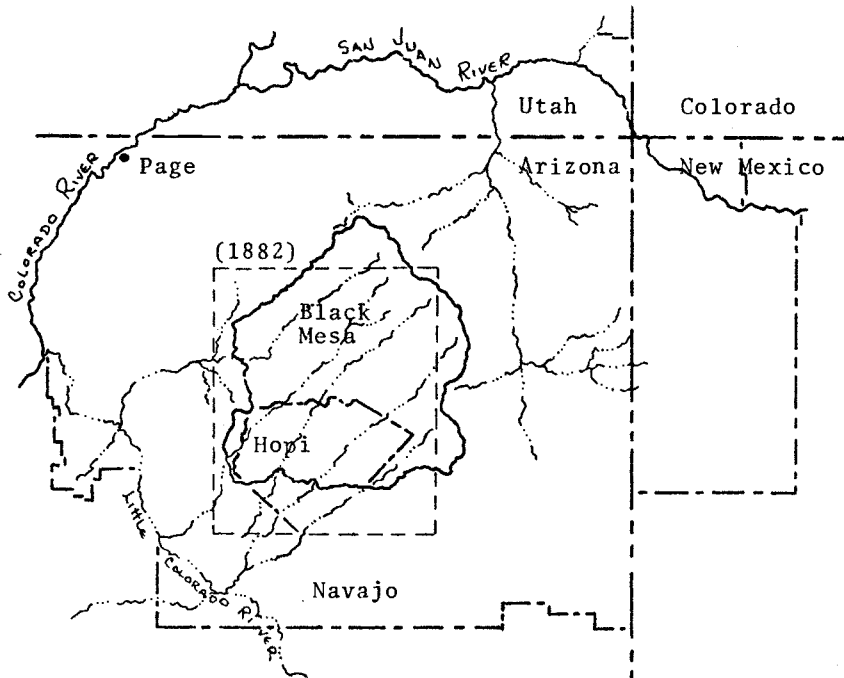 SAN JUAN RIVER
Utah
Colorado
Page
Arizona
New Mexico
COLORADO RIVER
(1882)
Black
Mesa
Hopi
LITTLE COLORADO RIVER
Navajo